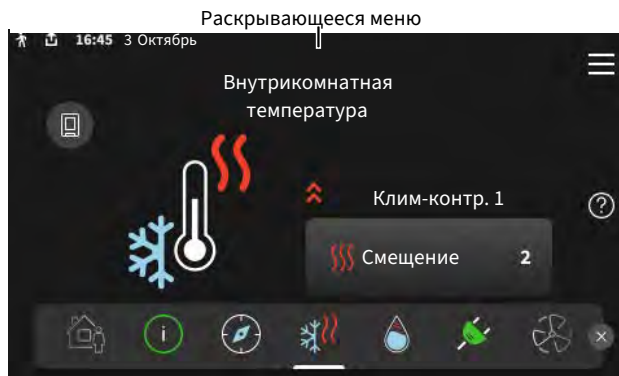 Раскрывающееся меню
16:45 3 Октябрь
Внутрикомнатная
температура
Клим-контр. 1
?
Смещение 2
i